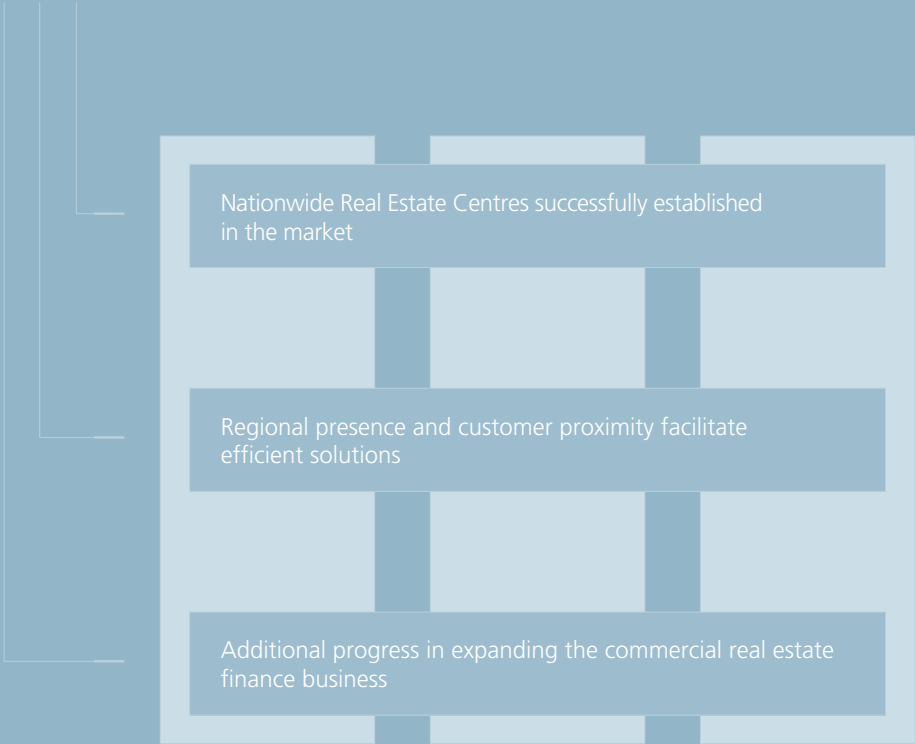 Nationwide Real Estate Centres successfully established
in the market
Regional presence and customer proximity facilitate
efficient solutions
Additional progress in expanding the commercial real estate
finance business